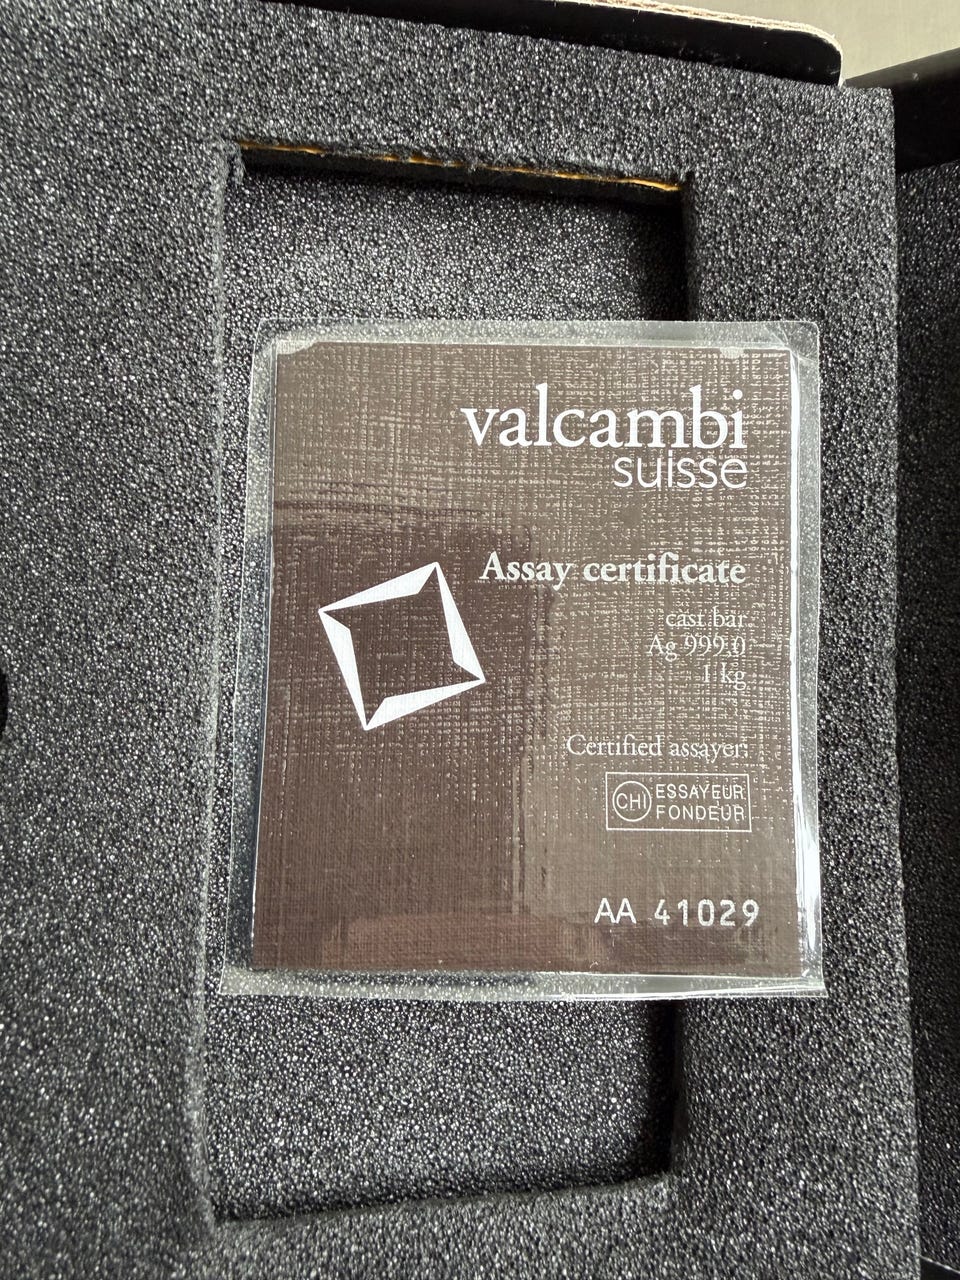 valcambi
suisse
Assay certificate
cast bar
Ag 999.0
1 kg
Certified assayer:
CHI ESSAYEUR
FONDEUR
AA 41029